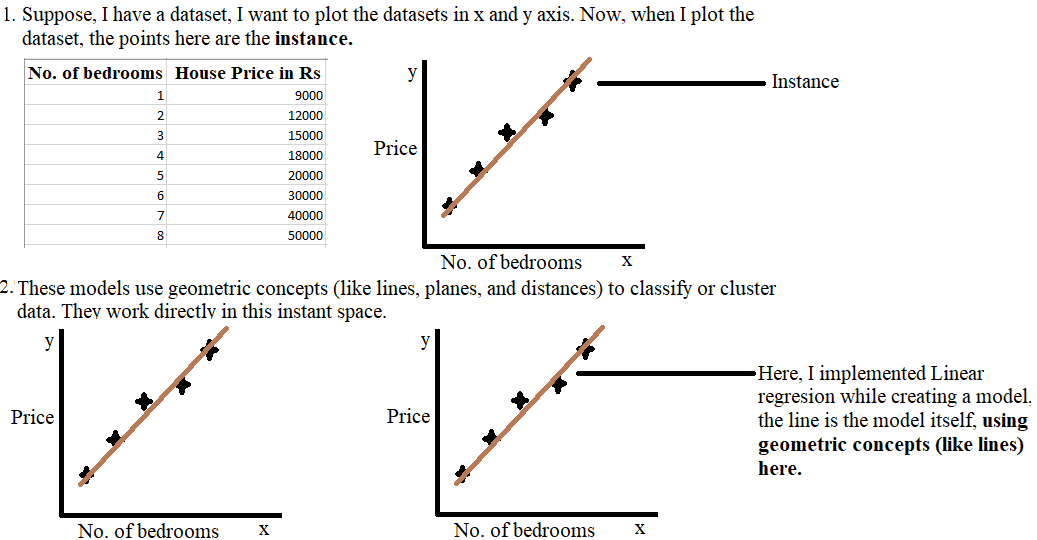 1. Suppose, I have a dataset, I want to plot the datasets in x and y axis. Now, when I plot the
dataset, the points here are the instance.
No. of bedrooms House Price in Rs
1 9000
2 12000
3 15000
4 18000
5 20000
6 30000
7 40000
8 50000
y
Instance
Price
No. of bedrooms x
2. These models use geometric concepts (like lines, planes, and distances) to classify or cluster
data. They work directly in this instant space.
y
Price
No. of bedrooms x
y
Price
No. of bedrooms x
Here, I implemented Linear
regresion while creating a model,
the line is the model itself, using
geometric concepts (like lines)
here.